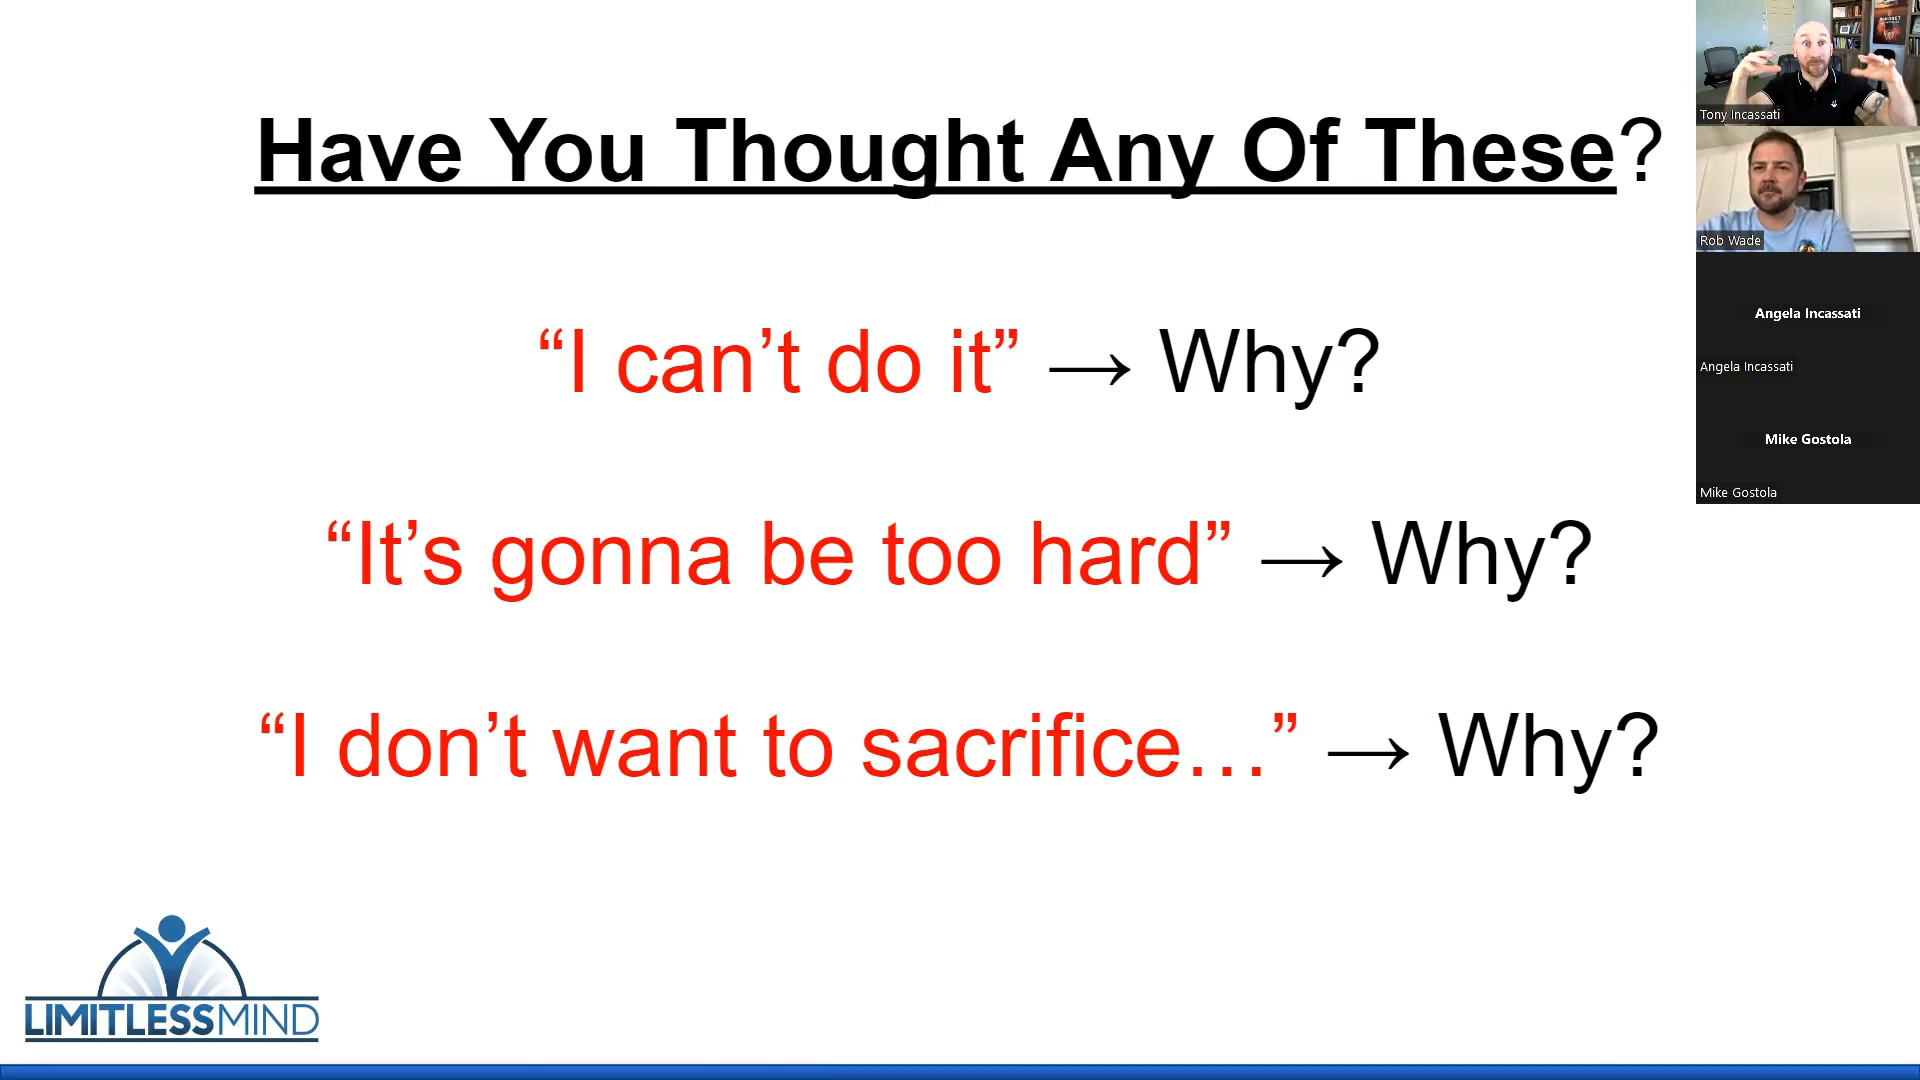 Have You Thought Any Of These?
“I can’t do it” → Why?
“It’s gonna be too hard” → Why?
“I don’t want to sacrifice…” → Why?
LIMITLESSMIND
Tony Incassati
Rob Wade
Angela Incassati
Angela Incassati
Mike Gostola
Mike Gostola